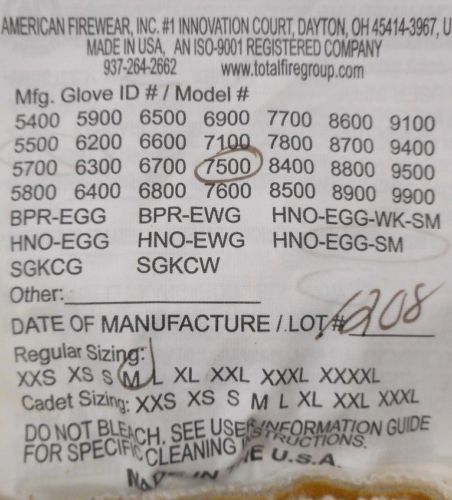 AMERICAN FIREWEAR, INC. #1 INNOVATION COURT, DAYTON, OH 45414-3967, U
MADE IN USA, AN ISO-9001 REGISTERED COMPANY
937-264-2662 www.totalfiregroup.com
Mfg. Glove ID # / Model #
5400 5900 6500 6900 7700 8600 9100
5500 6200 6600 7100 7800 8700 9400
5700 6300 6700 7500 8400 8800 9500
5800 6400 6800 7600 8500 8900 9900
BPR-EGG BPR-EWG HNO-EGG-WK-SM
HNO-EGG HNO-EWG HNO-EGG-SM
SGKCG SGKCW
Other:
DATE OF MANUFACTURE / LOT # 6208
Regular Sizing:
XXS XS S M L XL XXL XXXL XXXXL
Cadet Sizing: XXS XS S M L XL XXL XXXL
DO NOT BLEACH. SEE USER INFORMATION GUIDE
FOR SPECIFIC CLEANING INSTRUCTIONS.
MADE IN THE U.S.A.